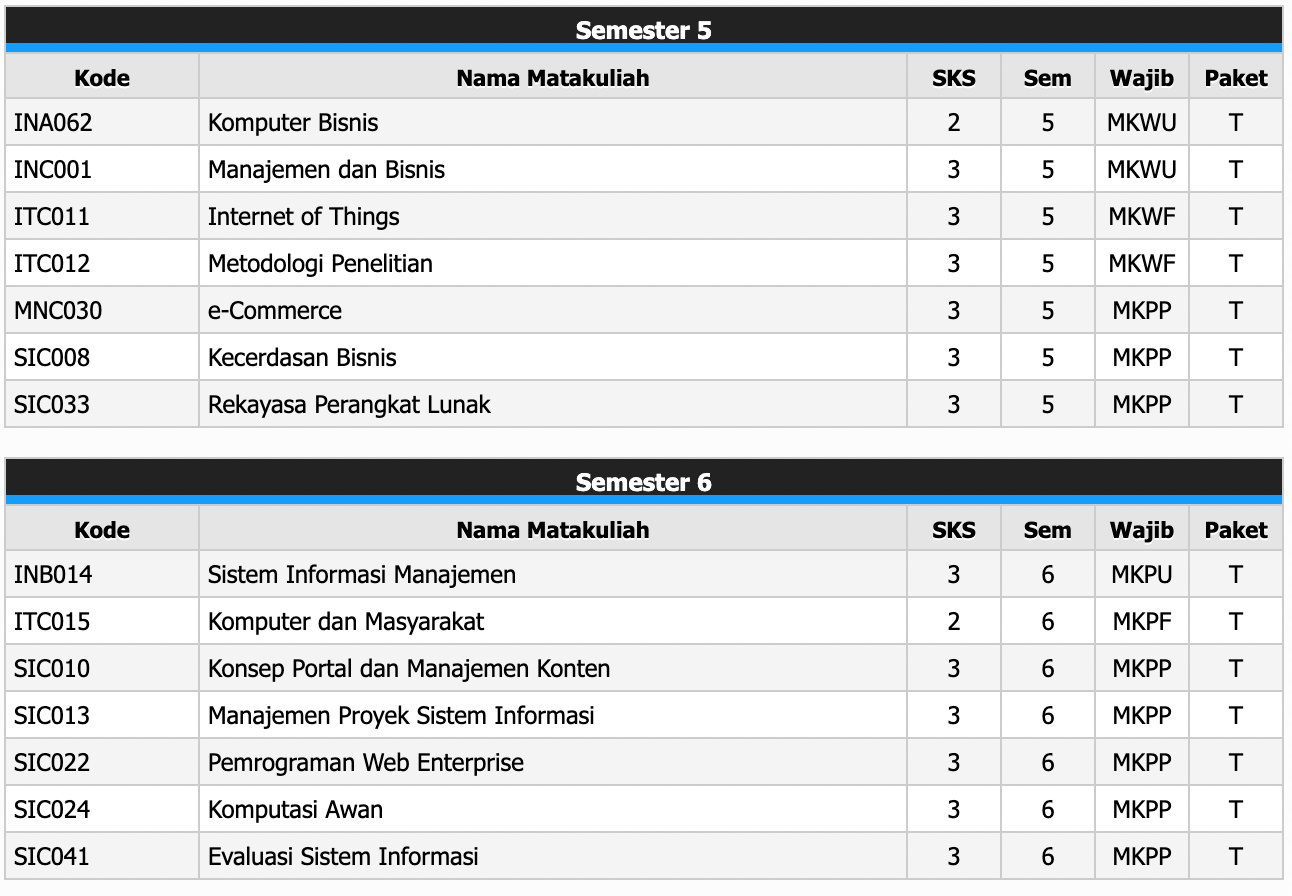 Semester 5
Kode Nama Matakuliah SKS Sem Wajib Paket
INA062 Komputer Bisnis 2 5 MKWU T
INC001 Manajemen dan Bisnis 3 5 MKWU T
ITC011 Internet of Things 3 5 MKWF T
ITC012 Metodologi Penelitian 3 5 MKWF T
MNC030 e-Commerce 3 5 MKPP T
SIC008 Kecerdasan Bisnis 3 5 MKPP T
SIC033 Rekayasa Perangkat Lunak 3 5 MKPP T
Semester 6
Kode Nama Matakuliah SKS Sem Wajib Paket
INB014 Sistem Informasi Manajemen 3 6 MKPU T
ITC015 Komputer dan Masyarakat 2 6 MKPF T
SIC010 Konsep Portal dan Manajemen Konten 3 6 MKPP T
SIC013 Manajemen Proyek Sistem Informasi 3 6 MKPP T
SIC022 Pemrograman Web Enterprise 3 6 MKPP T
SIC024 Komputasi Awan 3 6 MKPP T
SIC041 Evaluasi Sistem Informasi 3 6 MKPP T